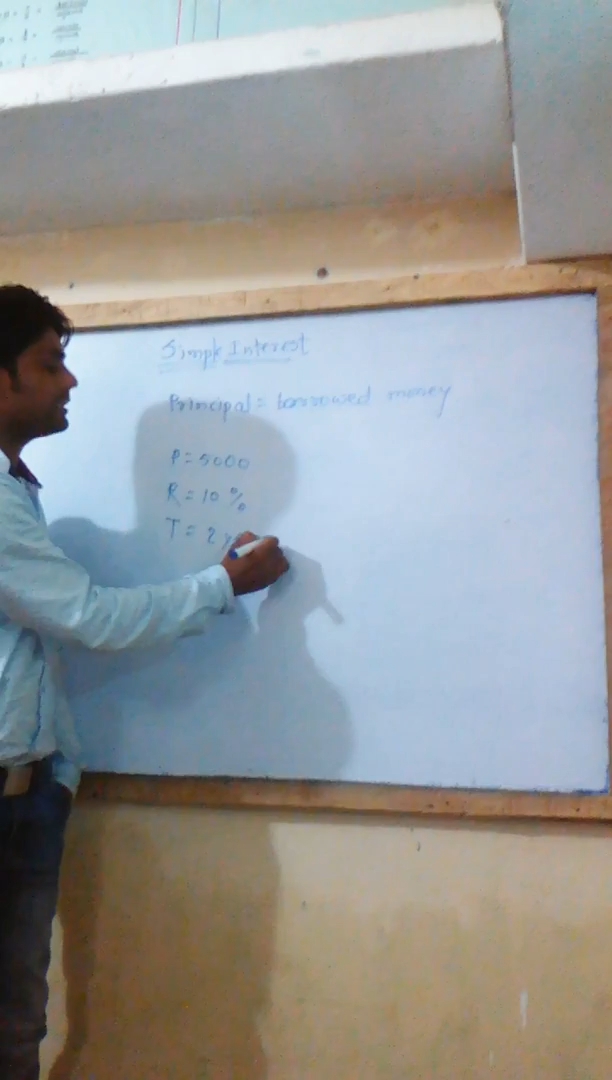 Simple Interest
Principal = borrowed money
P = 5000
R = 10 %
T = 2 y